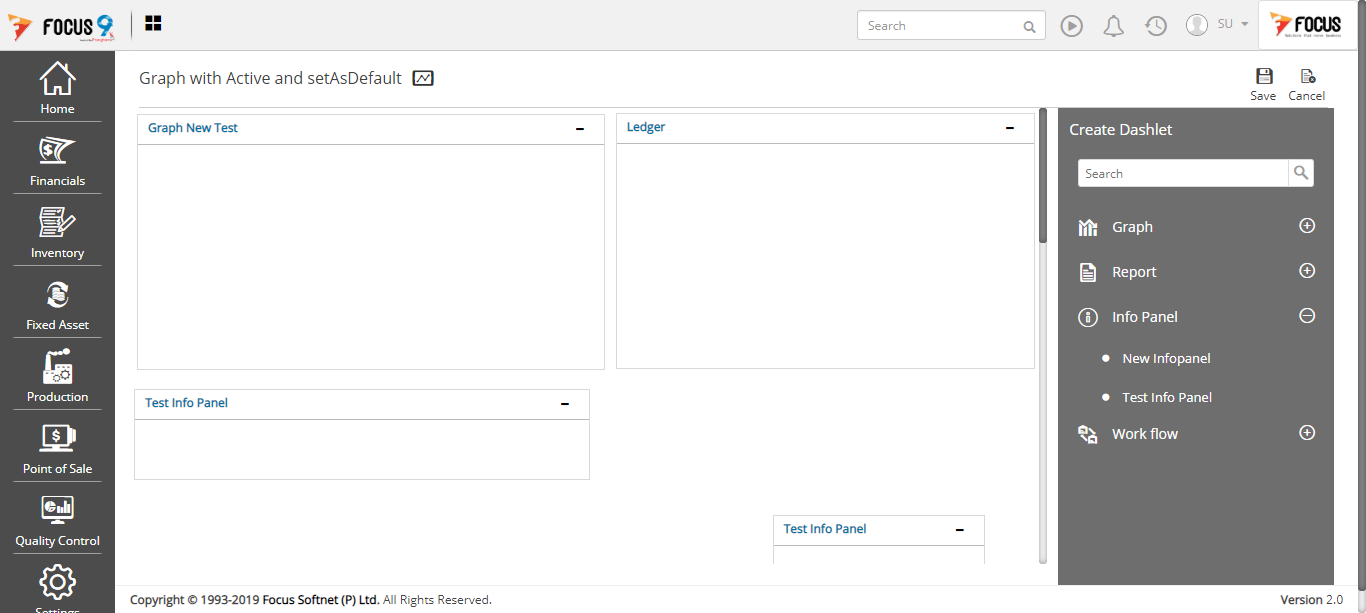 FOCUS 9
Search
SU
FOCUS
Home
Financials
Inventory
Fixed Asset
Production
Point of Sale
Quality Control
Settings
Graph with Active and setAsDefault
Save
Cancel
Graph New Test
Ledger
Test Info Panel
Test Info Panel
Create Dashlet
Search
Graph
Report
Info Panel
New Infopanel
Test Info Panel
Work flow
Copyright © 1993-2019 Focus Softnet (P) Ltd. All Rights Reserved.
Version 2.0